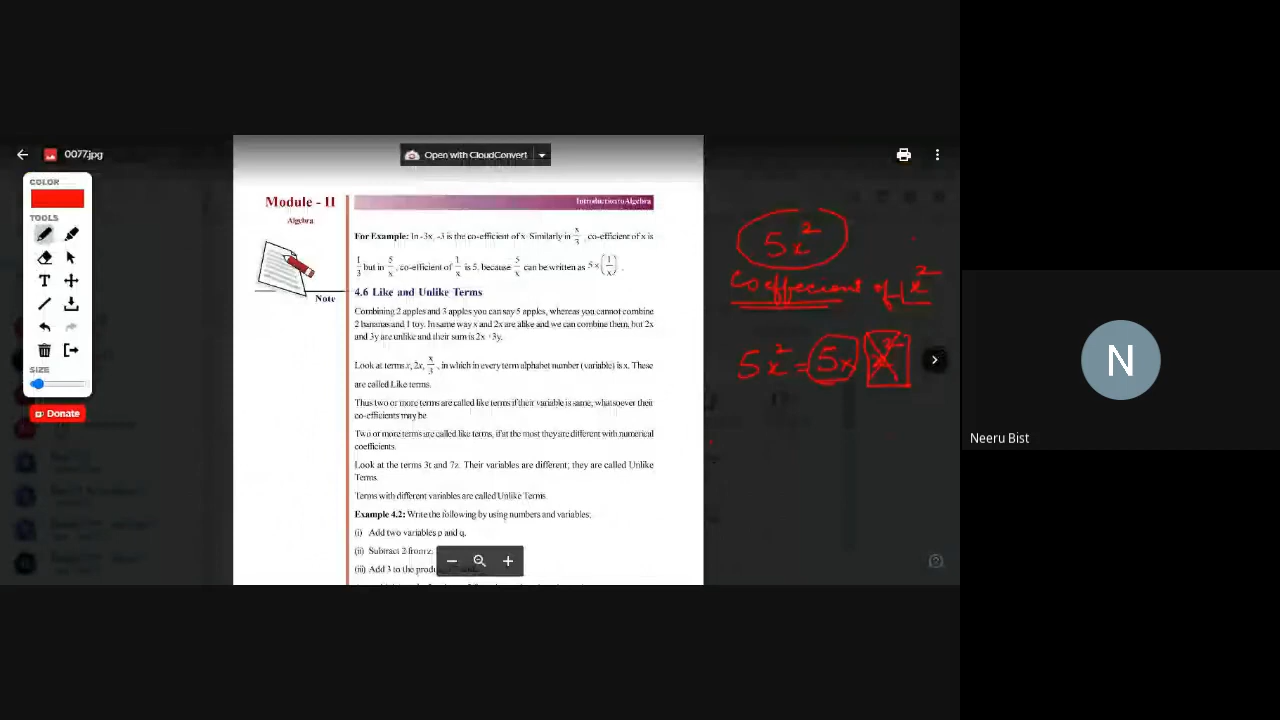 0077.jpg
Open with CloudConvert
COLOR
TOOLS
SIZE
Donate
Module - II
Algebra
Introduction to Algebra
Note
For Example: In -3x, -3 is the co-efficient of x. Similarly in x/3, co-efficient of x is
1/3 but in 5/x, co-efficient of 1/x is 5, because 5/x can be written as 5×(1/x).
4.6 Like and Unlike Terms
Combining 2 apples and 3 apples you can say 5 apples, whereas you cannot combine
2 bananas and 1 toy. In same way x and 2x are alike and we can combine them, but 2x
and 3y are unlike and their sum is 2x +3y.
Look at terms x, 2x, x/3, in which in every term alphabet number (variable) is x. These
are called Like terms.
Thus two or more terms are called like terms if their variable is same; whatsoever their
co-efficients may be
Two or more terms are called like terms, if at the most they are different with numerical
coefficients.
Look at the terms 3t and 7z. Their variables are different; they are called Unlike
Terms.
Terms with different variables are called Unlike Terms.
Example 4.2: Write the following by using numbers and variables:
(i) Add two variables p and q.
(ii) Subtract 2 from z.
(iii) Add 3 to the
5x²
Coeffecient of x²
5x² = 5x
N
Neeru Bist